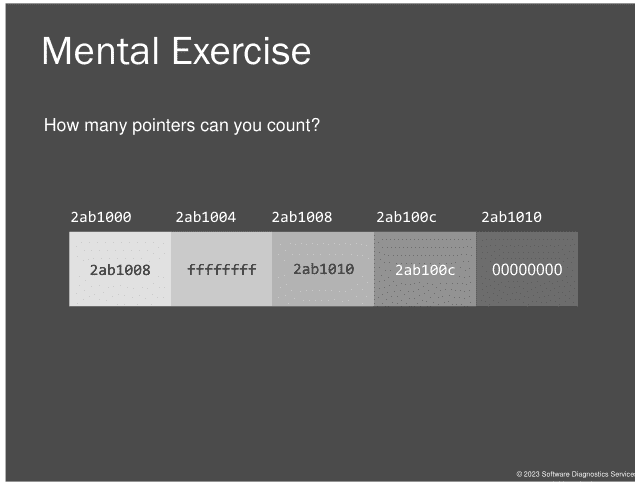 Mental Exercise
How many pointers can you count?
2ab1000 2ab1004 2ab1008 2ab100c 2ab1010
2ab1008 ffffffff 2ab1010 2ab100c 00000000
© 2023 Software Diagnostics Service